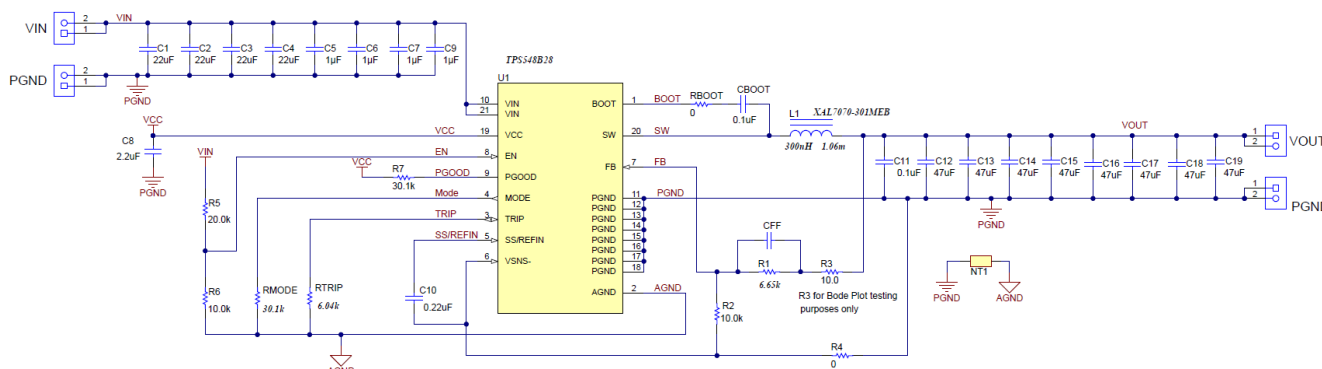 VIN
2
1
VIN
PGND
2
1
PGND
C1
22uF
C2
22uF
C3
22uF
C4
22uF
C5
1µF
C6
1µF
C7
1µF
C9
1µF
TPS548B28
U1
10
VIN
21
VIN
VCC
19
VCC
EN
8
EN
PGOOD
9
PGOOD
Mode
4
MODE
TRIP
3
TRIP
SS/REFIN
5
SS/REFIN
6
VSNS-
BOOT
1
BOOT
SW
20
SW
FB
7
FB
PGND
11
PGND
PGND
12
PGND
13
PGND
14
PGND
15
PGND
16
PGND
17
PGND
18
AGND
2
AGND
VCC
C8
2.2uF
PGND
VIN
R5
20.0k
R6
10.0k
VCC
R7
30.1k
RMODE
30.1k
RTRIP
6.04k
C10
0.22uF
AGND
RBOOT
0
CBOOT
0.1uF
L1
XAL7070-301MEB
300nH
1.06m
VOUT
C11
0.1uF
C12
47uF
C13
47uF
C14
47uF
C15
47uF
C16
47uF
C17
47uF
C18
47uF
C19
47uF
PGND
1
2
VOUT
1
2
PGND
CFF
R1
6.65k
R3
10.0
R3 for Bode Plot testing
purposes only
R2
10.0k
R4
0
NT1
PGND
AGND